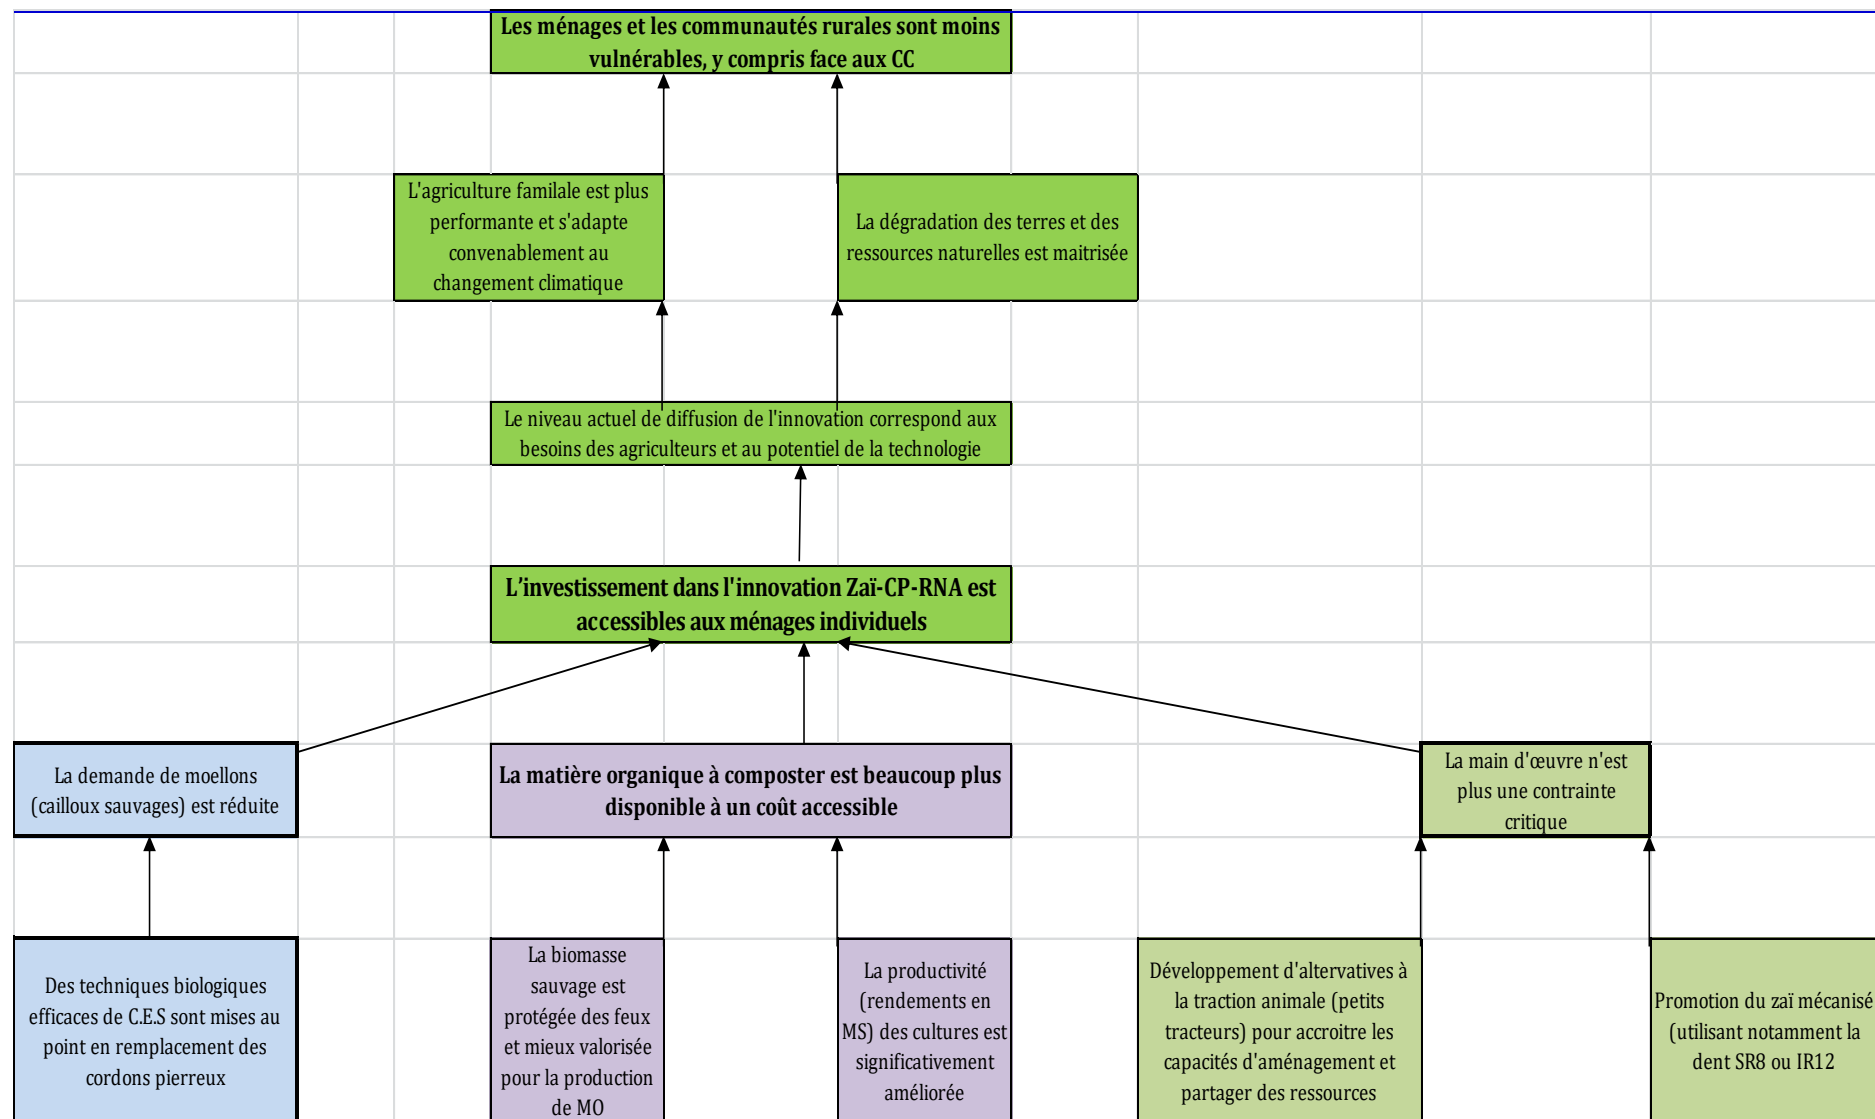 Les ménages et les communautés rurales sont moins
vulnérables, y compris face aux CC
L'agriculture familale est plus
performante et s'adapte
convenablement au
changement climatique
La dégradation des terres et des
ressources naturelles est maitrisée
Le niveau actuel de diffusion de l'innovation correspond aux
besoins des agriculteurs et au potentiel de la technologie
L'investissement dans l'innovation Zaï-CP-RNA est
accessibles aux ménages individuels
La demande de moellons
(cailloux sauvages) est réduite
La matière organique à composter est beaucoup plus
disponible à un coût accessible
La main d'œuvre n'est
plus une contrainte
critique
Des techniques biologiques
efficaces de C.E.S sont mises au
point en remplacement des
cordons pierreux
La biomasse
sauvage est
protégée des feux
et mieux valorisée
pour la production
de MO
La productivité
(rendements en
MS) des cultures est
significativement
améliorée
Développement d'altervatives à
la traction animale (petits
tracteurs) pour accroitre les
capacités d'aménagement et
partager des ressources
Promotion du zaï mécanisé
(utilisant notamment la
dent SR8 ou IR12